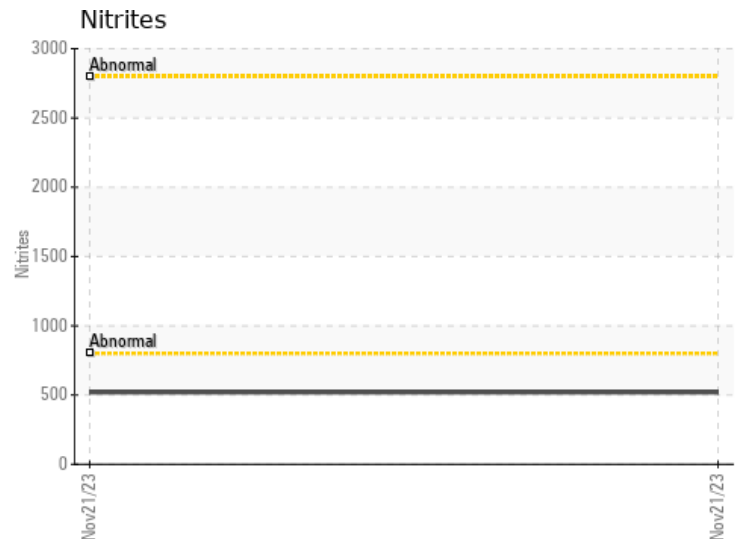 Nitrites
3000
Abnormal
2500
2000
Nitrites
1500
1000
Abnormal
500
0
Nov21/23
Nov21/23